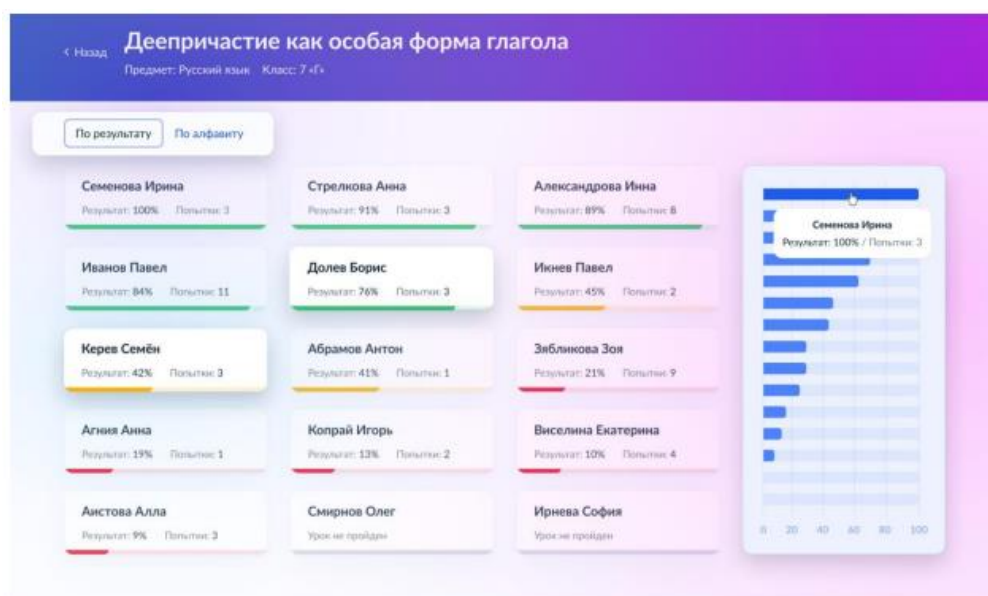 Деепричастие как особая форма глагола
< Назад
Предмет: Русский язык Класс: 7 «Г»
По результату По алфавиту
Семенова Ирина
Результат: 100% Попытки: 3
Стрелкова Анна
Результат: 91% Попытки: 3
Александрова Инна
Результат: 89% Попытки: 8
Иванов Павел
Результат: 84% Попытки: 11
Долев Борис
Результат: 76% Попытки: 3
Икнев Павел
Результат: 45% Попытки: 2
Керев Семён
Результат: 42% Попытки: 3
Абрамов Антон
Результат: 41% Попытки: 1
Зябликова Зоя
Результат: 21% Попытки: 9
Агния Анна
Результат: 19% Попытки: 1
Копрай Игорь
Результат: 13% Попытки: 2
Виселина Екатерина
Результат: 10% Попытки: 4
Аистова Алла
Результат: 9% Попытки: 3
Смирнов Олег
Урок не пройден
Ирнева София
Урок не пройден
Семенова Ирина
Результат: 100% / Попытки: 3
0 20 40 60 80 100